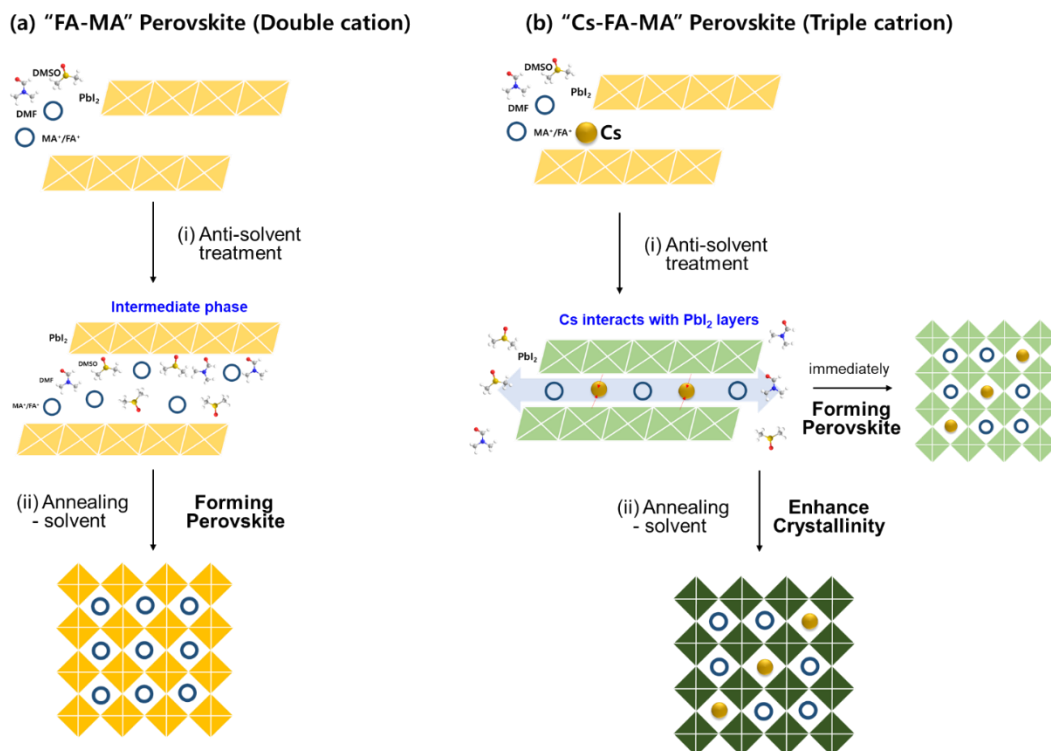 (a) “FA-MA” Perovskite (Double cation)
DMSO
PbI₂
DMF
MA⁺/FA⁺
(i) Anti-solvent
treatment
Intermediate phase
PbI₂
DMSO
DMF
MA⁺/FA⁺
(ii) Annealing
- solvent
Forming
Perovskite
(b) “Cs-FA-MA” Perovskite (Triple catrion)
DMSO
PbI₂
DMF
MA⁺/FA⁺
Cs
(i) Anti-solvent
treatment
Cs interacts with PbI₂ layers
PbI₂
immediately
Forming
Perovskite
(ii) Annealing
- solvent
Enhance
Crystallinity